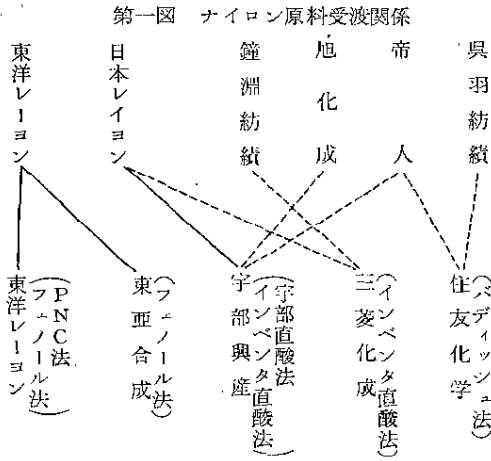 第一図　ナイロン原料受渡関係
東洋レーヨン
日本レイヨン
鐘淵紡績
旭化成
帝人
呉羽紡績
東洋レーヨン
(PNC法
フェノール法)
東亜合成
(フェノール法)
宇部興産
(宇部直酸法
インベンタ直酸法)
三菱化成
(インベンタ直酸法)
住友化学
(バディッシュ法)